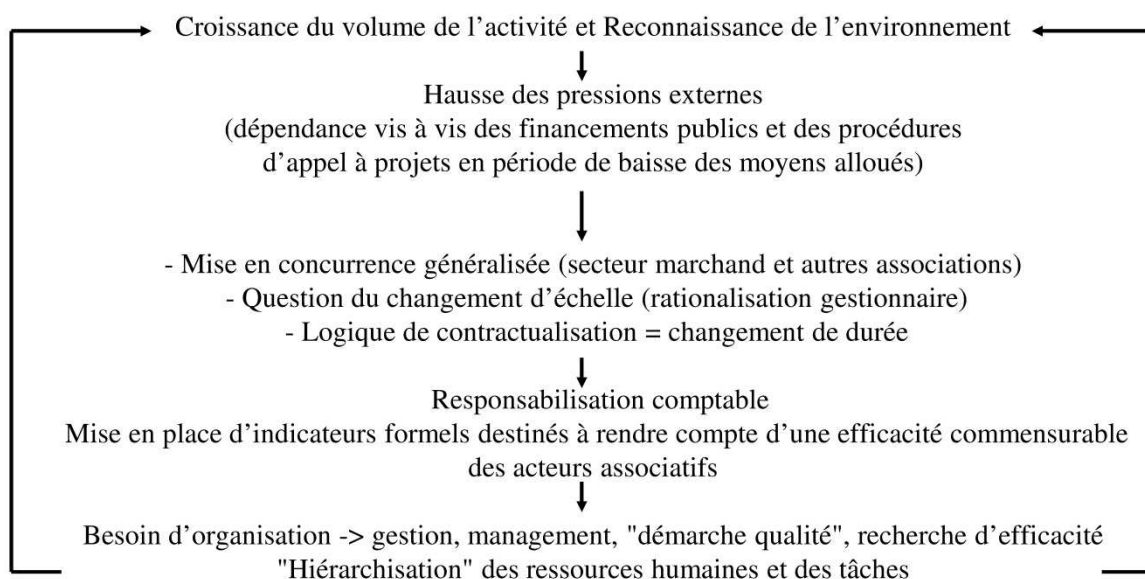 Croissance du volume de l'activité et Reconnaissance de l'environnement
Hausse des pressions externes
(dépendance vis à vis des financements publics et des procédures
d'appel à projets en période de baisse des moyens alloués)
- Mise en concurrence généralisée (secteur marchand et autres associations)
- Question du changement d'échelle (rationalisation gestionnaire)
- Logique de contractualisation = changement de durée
Responsabilisation comptable
Mise en place d'indicateurs formels destinés à rendre compte d'une efficacité commensurable
des acteurs associatifs
Besoin d'organisation -> gestion, management, "démarche qualité", recherche d'efficacité
"Hiérarchisation" des ressources humaines et des tâches